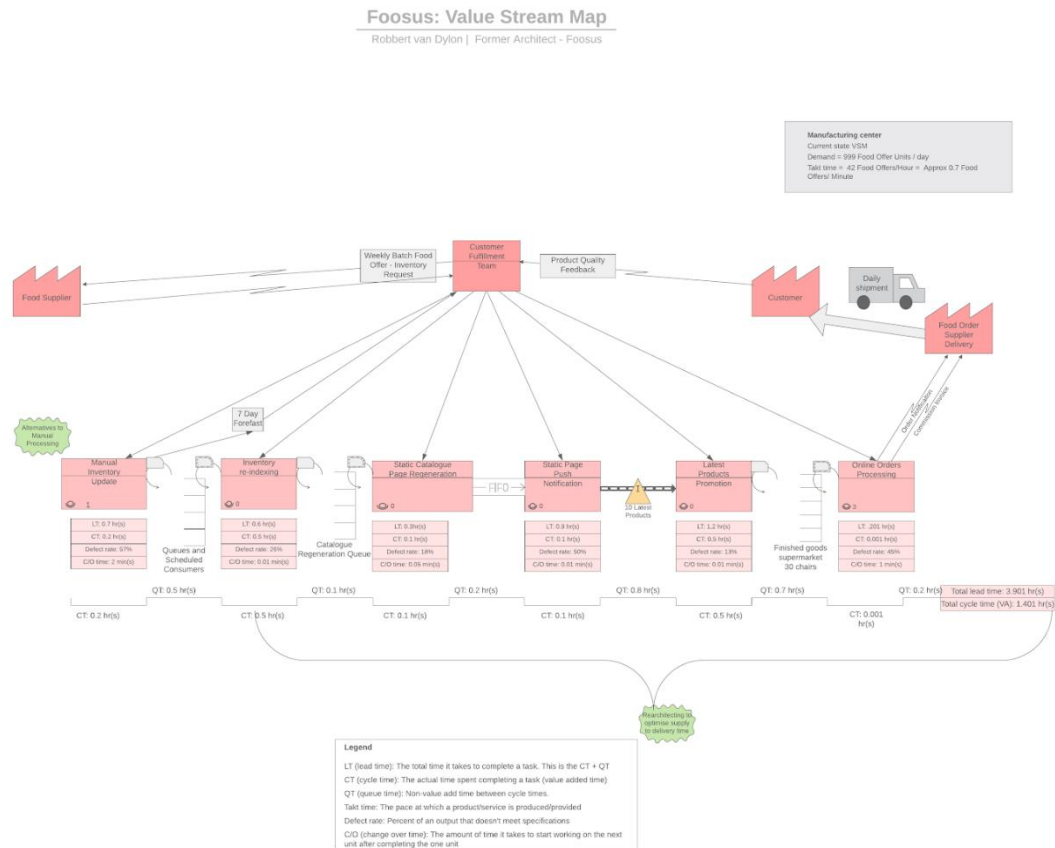 Foosus: Value Stream Map
Robbert van Dylon | Former Architect - Foosus
Manufacturing center
Current state VSM
Demand = 999 Food Offer Units / day
Takt time = 42 Food Offers/Hour = Approx 0.7 Food
Offers/ Minute
Customer
Fulfillment
Team
Weekly Batch Food
Offer - Inventory
Request
Product Quality
Feedback
Food Supplier
Customer
Daily
shipment
Food Order
Supplier
Delivery
Order Notification
Commission Invoice
7 Day
Forefast
Alternatives to
Manual
Processing
Manual
Inventory
Update
1
Inventory
re-indexing
0
Static Catalogue
Page Regeneration
0
FIFO
Static Page
Push
Notification
0
I
10 Latest
Products
Latest
Products
Promotion
0
Online Orders
Processing
LT: 0.7 hr(s)
CT: 0.2 hr(s)
Defect rate: 57%
C/O time: 2 min(s)
Queues and
Scheduled
Consumers
LT: 0.6 hr(s)
CT: 0.5 hr(s)
Defect rate: 26%
C/O time: 0.01 min(s)
Catalogue
Regeneration Queue
LT: 0.3hr(s)
CT: 0.1 hr(s)
Defect rate: 18%
C/O time: 0.05 min(s)
LT: 0.9 hr(s)
CT: 0.1 hr(s)
Defect rate: 50%
C/O time: 0.01 min(s)
LT: 1.2 hr(s)
CT: 0.5 hr(s)
Defect rate: 13%
C/O time: 0.01 min(s)
Finished goods
supermarket
30 chairs
LT: .201 hr(s)
CT: 0.001 hr(s)
Defect rate: 45%
C/O time: 1 min(s)
QT: 0.5 hr(s)
QT: 0.1 hr(s)
QT: 0.2 hr(s)
QT: 0.8 hr(s)
QT: 0.7 hr(s)
QT: 0.2 hr(s)
Total lead time: 3.901 hr(s)
Total cycle time (VA): 1.401 hr(s)
CT: 0.2 hr(s)
CT: 0.5 hr(s)
CT: 0.1 hr(s)
CT: 0.1 hr(s)
CT: 0.5 hr(s)
CT: 0.001
hr(s)
Rearchitecting to
optimise supply
to delivery time
Legend
LT (lead time): The total time it takes to complete a task. This is the CT + QT
CT (cycle time): The actual time spent completing a task (value added time)
QT (queue time): Non-value add time between cycle times.
Takt time: The pace at which a product/service is produced/provided
Defect rate: Percent of an output that doesn't meet specifications
C/O (change over time): The amount of time it takes to start working on the next
unit after completing the one unit